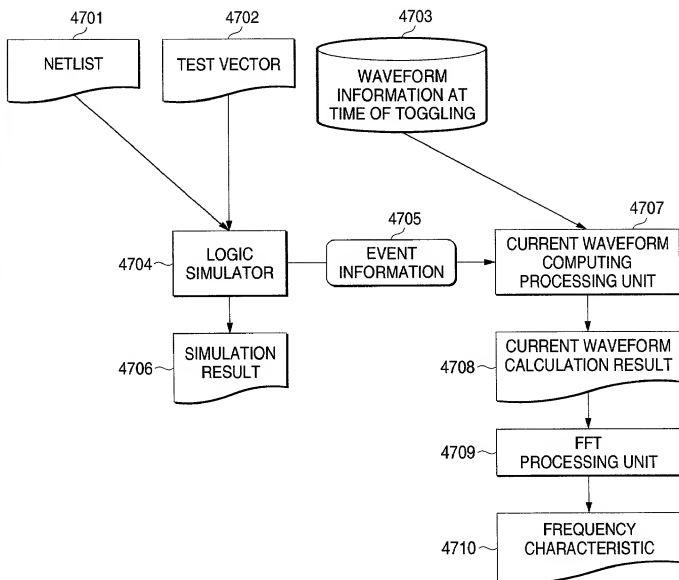 4701
NETLIST
4702
TEST VECTOR
4703
WAVEFORM
INFORMATION AT
TIME OF TOGGLING
4704
LOGIC
SIMULATOR
4705
EVENT
INFORMATION
4707
CURRENT WAVEFORM
COMPUTING
PROCESSING UNIT
4706
SIMULATION
RESULT
4708
CURRENT WAVEFORM
CALCULATION RESULT
4709
FFT
PROCESSING UNIT
4710
FREQUENCY
CHARACTERISTIC